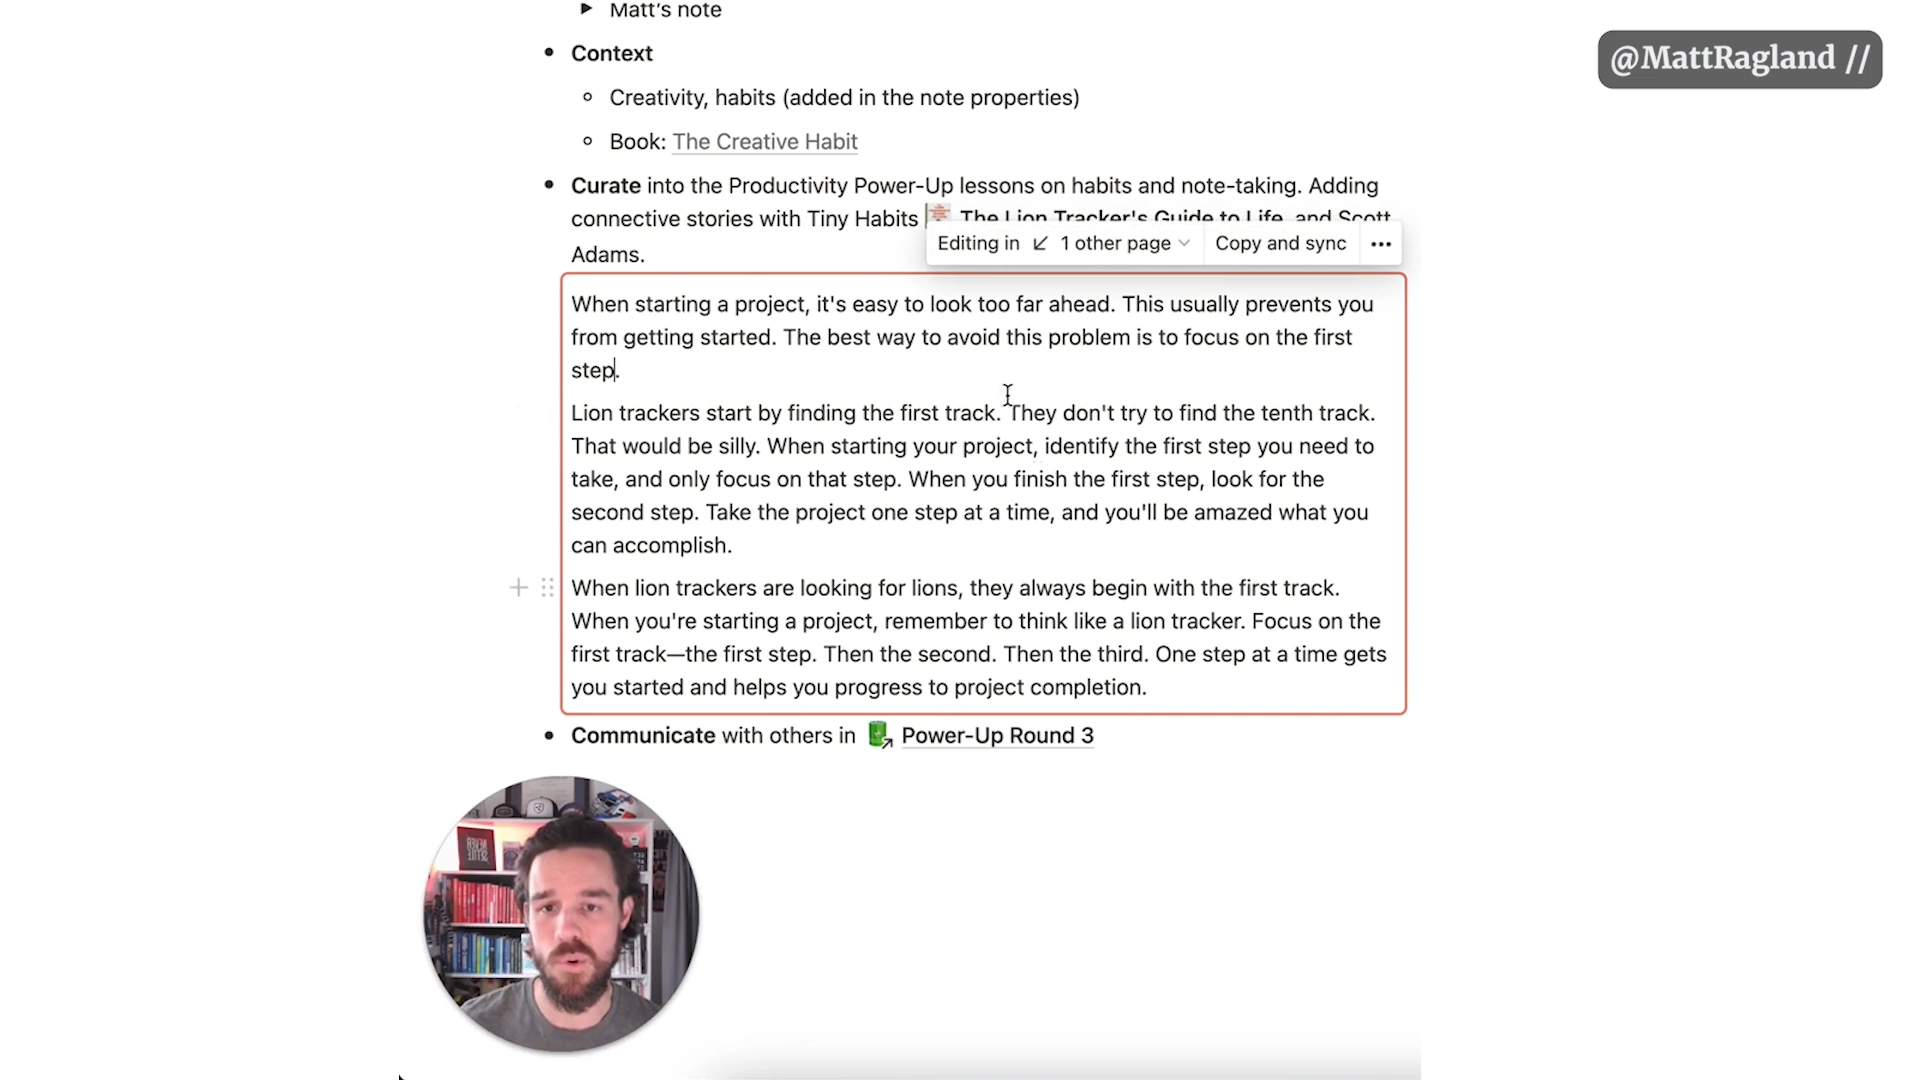 Matt's note
@MattRagland //
Context
Creativity, habits (added in the note properties)
Book: The Creative Habit
Curate into the Productivity Power-Up lessons on habits and note-taking. Adding
connective stories with Tiny Habits The Lion Tracker's Guide to Life, and Scott
Adams.
Editing in 1 other page Copy and sync
When starting a project, it's easy to look too far ahead. This usually prevents you
from getting started. The best way to avoid this problem is to focus on the first
step.
Lion trackers start by finding the first track. They don't try to find the tenth track.
That would be silly. When starting your project, identify the first step you need to
take, and only focus on that step. When you finish the first step, look for the
second step. Take the project one step at a time, and you'll be amazed what you
can accomplish.
When lion trackers are looking for lions, they always begin with the first track.
When you're starting a project, remember to think like a lion tracker. Focus on the
first track—the first step. Then the second. Then the third. One step at a time gets
you started and helps you progress to project completion.
Communicate with others in Power-Up Round 3
NEVER
SETTLE